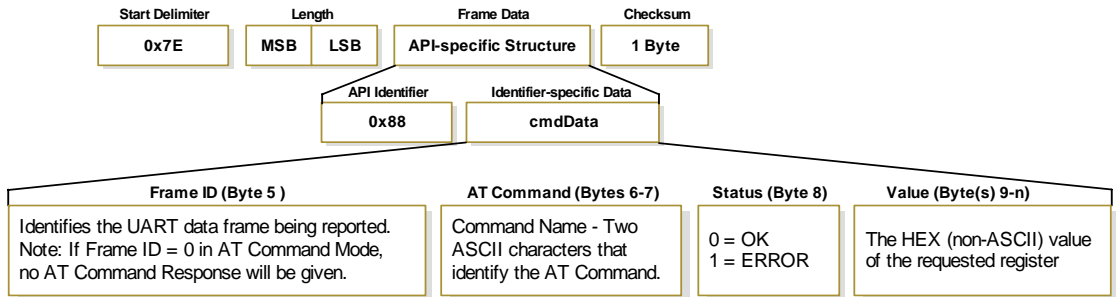 Start Delimiter
Length
Frame Data
Checksum
0x7E
MSB
LSB
API-specific Structure
1 Byte
API Identifier
Identifier-specific Data
0x88
cmdData
Frame ID (Byte 5 )
AT Command (Bytes 6-7)
Status (Byte 8)
Value (Byte(s) 9-n)
Identifies the UART data frame being reported.
Note: If Frame ID = 0 in AT Command Mode,
no AT Command Response will be given.
Command Name - Two
ASCII characters that
identify the AT Command.
0 = OK
1 = ERROR
The HEX (non-ASCII) value
of the requested register